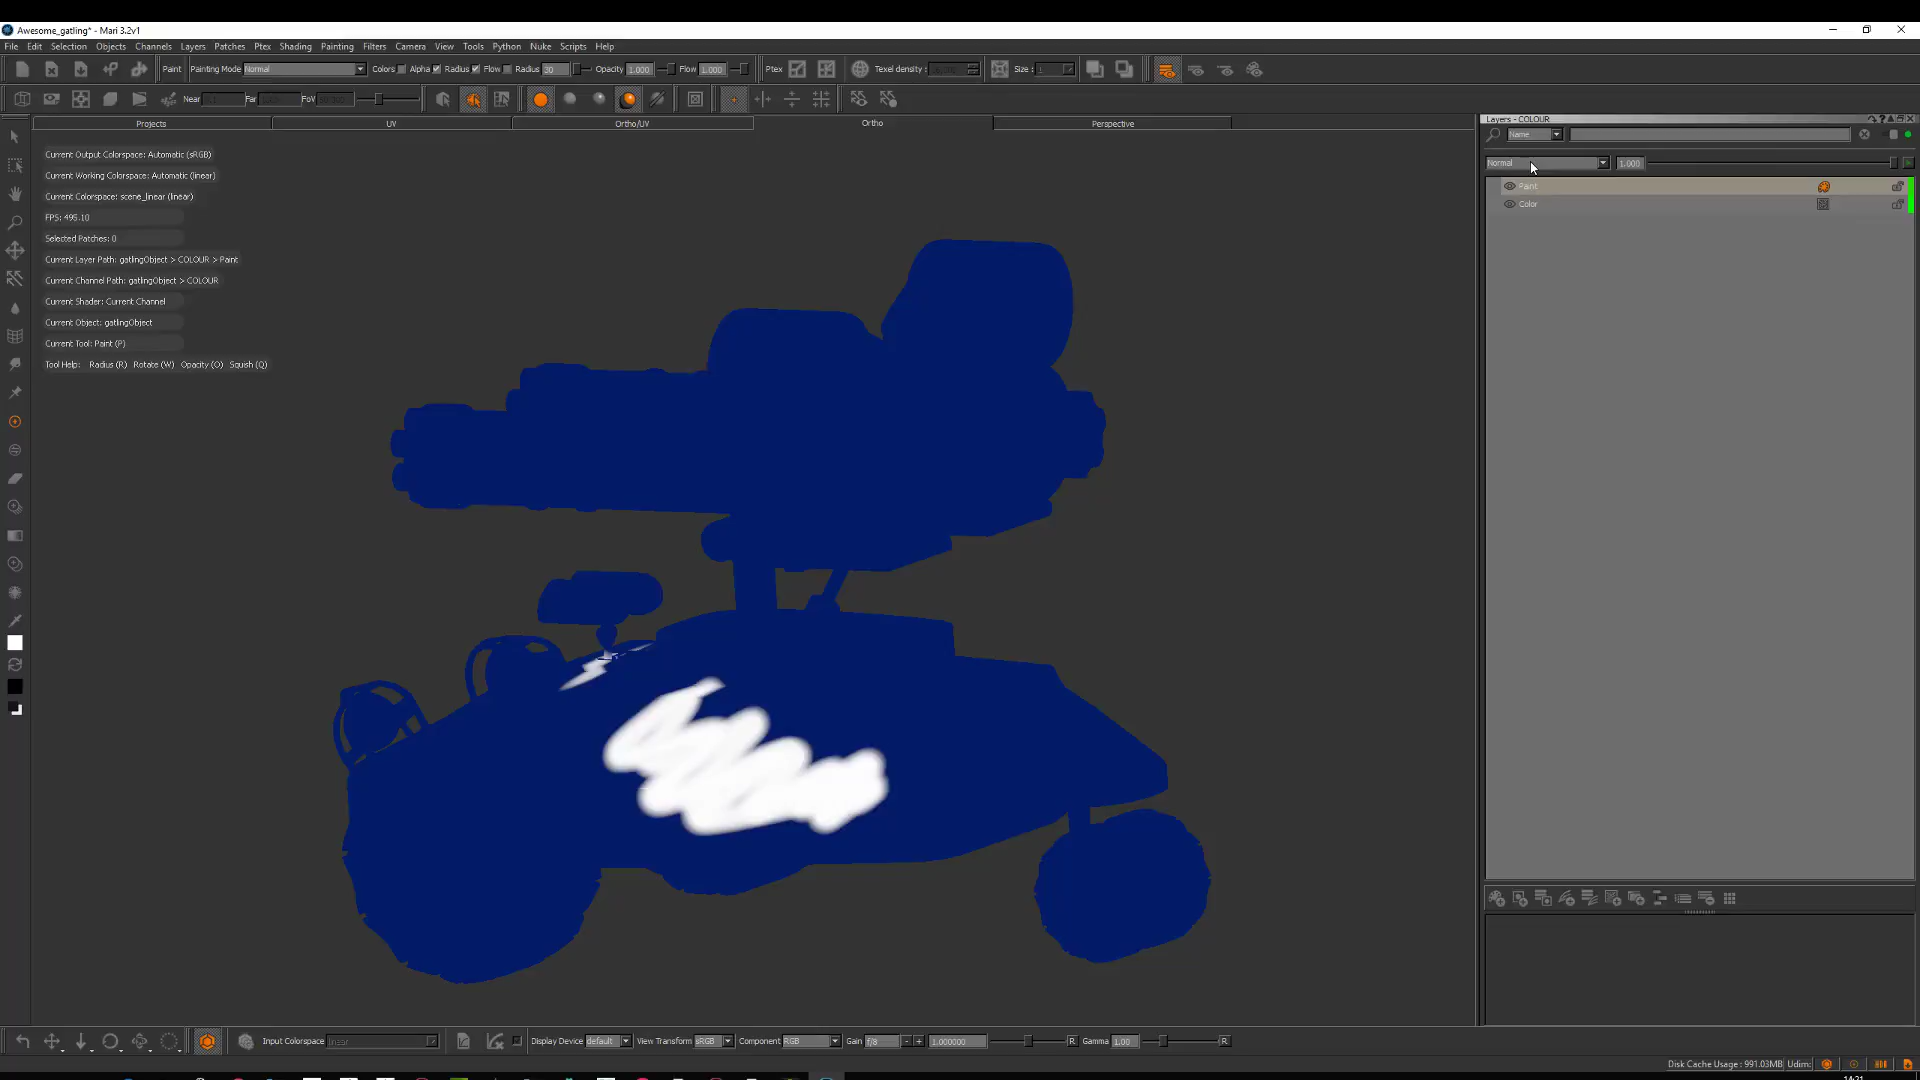 Awesome_gatling* - Mari 3.2v1
File Edit Selection Objects Channels Layers Patches Ptex Shading Painting Filters Camera View Tools Python Nuke Scripts Help
Paint Painting Mode Normal Colors Alpha Radius Flow Radius 30 Opacity 1.000 Flow 1.000 Ptex Texel density: Size: 1
Near Far FoV
Projects UV Ortho/UV Ortho Perspective
Layers - COLOUR
Name
Normal 1.000
Paint
Color
Current Output Colorspace: Automatic (sRGB)
Current Working Colorspace: Automatic (linear)
Current Colorspace: scene_linear (linear)
FPS: 495.10
Selected Patches: 0
Current Layer Path: gatlingObject > COLOUR > Paint
Current Channel Path: gatlingObject > COLOUR
Current Shader: Current Channel
Current Object: gatlingObject
Current Tool: Paint (P)
Tool Help: Radius (R) Rotate (W) Opacity (O) Squish (Q)
Input Colorspace linear Display Device default View Transform sRGB Component RGB Gain f/8 - + 1.000000 R Gamma 1.00 R
Disk Cache Usage : 991.03MB Udim: